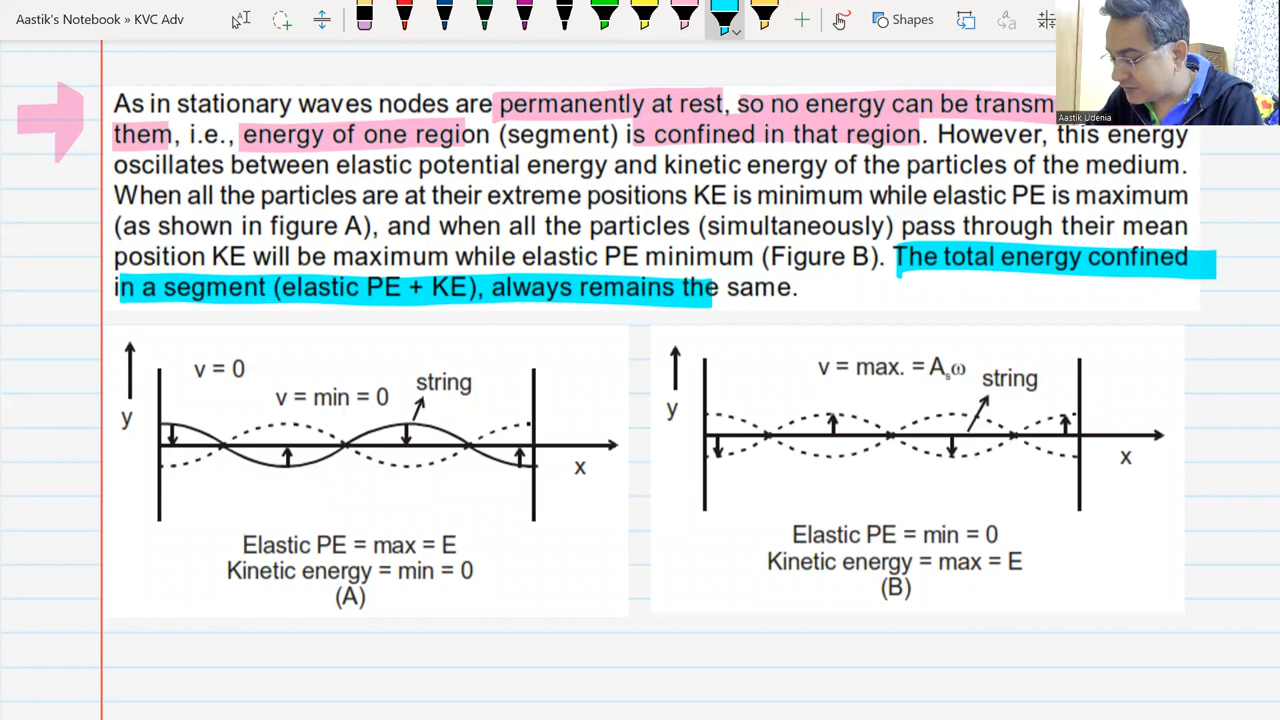 Aastik's Notebook » KVC Adv
Shapes
As in stationary waves nodes are permanently at rest, so no energy can be
them, i.e., energy of one region (segment) is confined in that region. However, this energy
oscillates between elastic potential energy and kinetic energy of the particles of the medium.
When all the particles are at their extreme positions KE is minimum while elastic PE is maximum
(as shown in figure A), and when all the particles (simultaneously) pass through their mean
position KE will be maximum while elastic PE minimum (Figure B). The total energy confined
in a segment (elastic PE + KE), always remains the same.
Aastik Udenia
v = 0
v = min = 0
string
y
x
Elastic PE = max = E
Kinetic energy = min = 0
(A)
v = max. = Aₛω
string
y
x
Elastic PE = min = 0
Kinetic energy = max = E
(B)